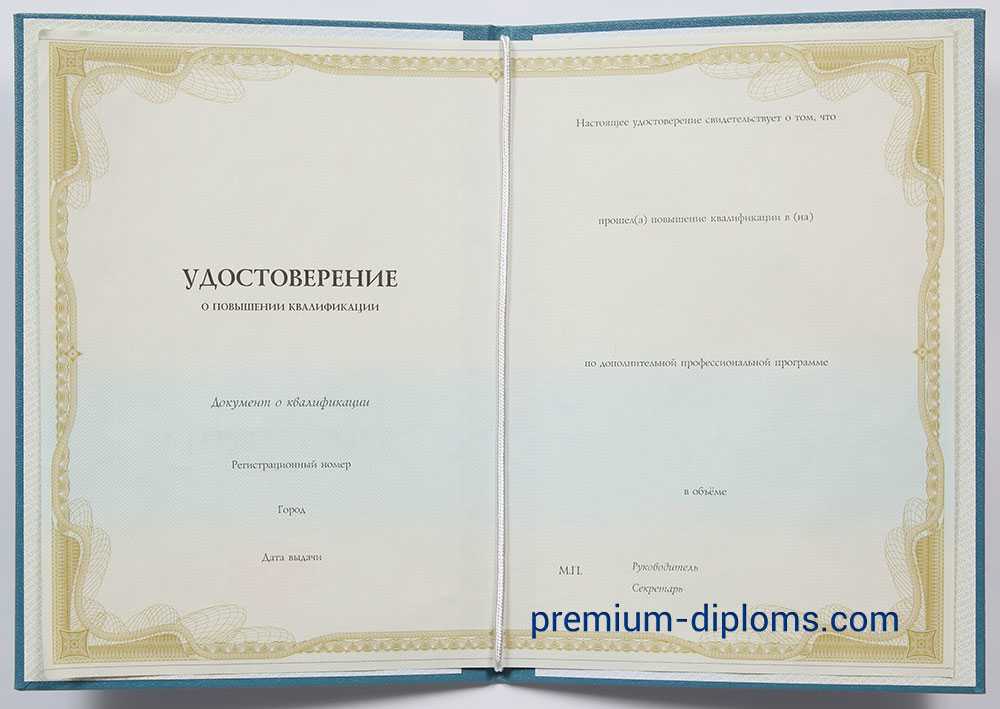 УДОСТОВЕРЕНИЕ
О ПОВЫШЕНИИ КВАЛИФИКАЦИИ
Документ о квалификации
Регистрационный номер
Город
Дата выдачи
Настоящее удостоверение свидетельствует о том, что
прошел(а) повышение квалификации в (на)
по дополнительной профессиональной программе
в объёме
М.П.
Руководитель
Секретарь
premium-diploms.com